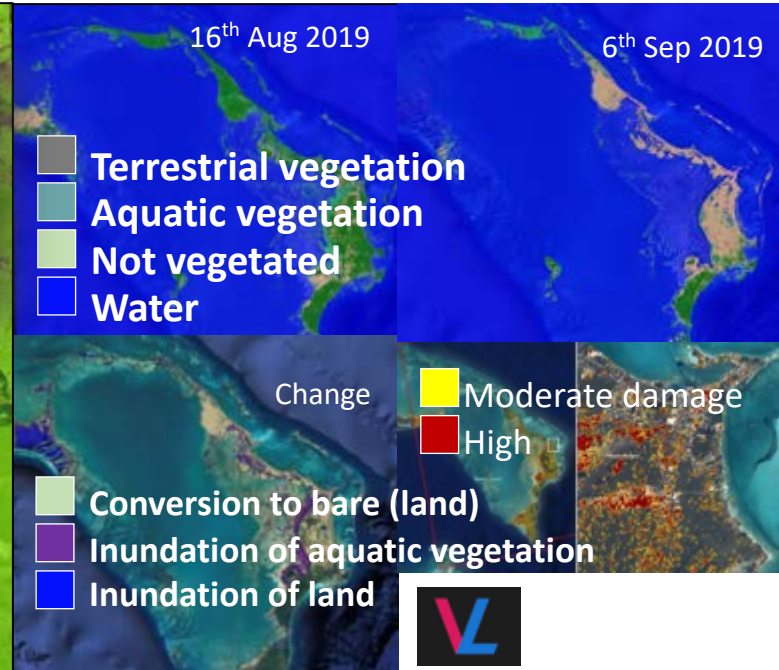 16th Aug 2019
6th Sep 2019
Terrestrial vegetation
Aquatic vegetation
Not vegetated
Water
Change
Conversion to bare (land)
Inundation of aquatic vegetation
Inundation of land
Moderate damage
High
VL